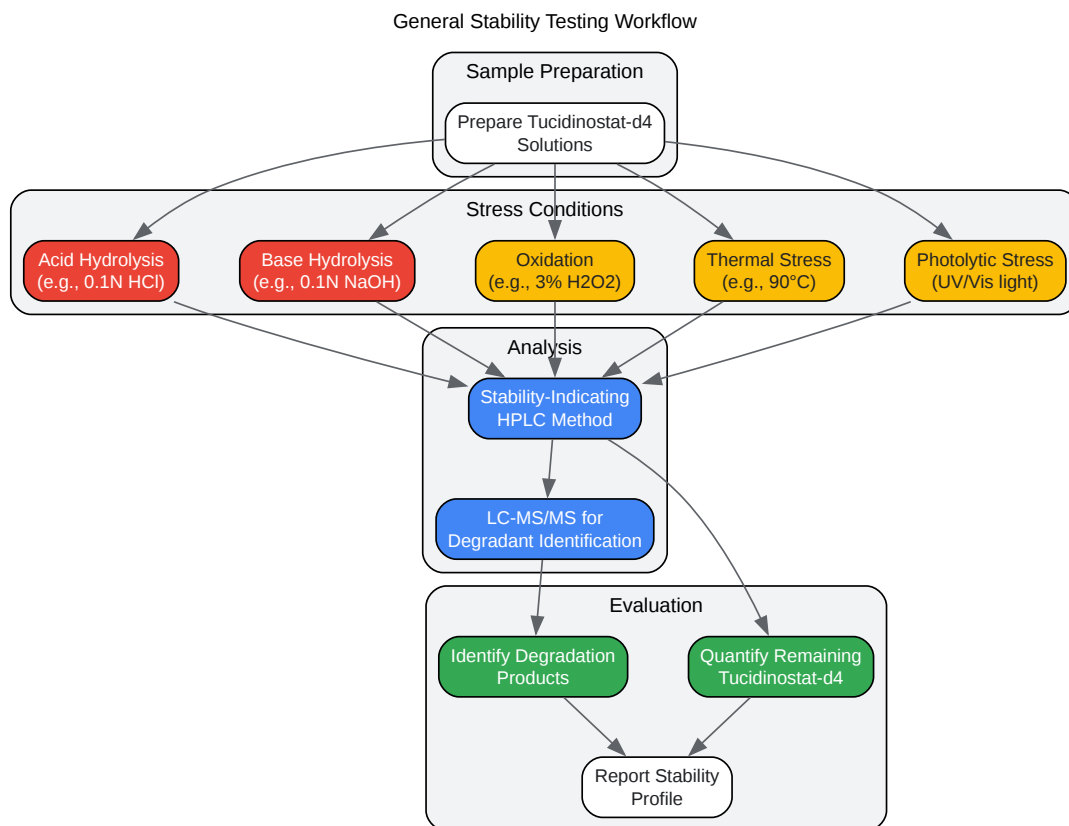 General Stability Testing Workflow
Sample Preparation
Prepare Tucidinostat-d4
Solutions
Stress Conditions
Acid Hydrolysis
(e.g., 0.1N HCl)
Base Hydrolysis
(e.g., 0.1N NaOH)
Oxidation
(e.g., 3% H2O2)
Thermal Stress
(e.g., 90°C)
Photolytic Stress
(UV/Vis light)
Analysis
Stability-Indicating
HPLC Method
LC-MS/MS for
Degradant Identification
Evaluation
Identify Degradation
Products
Quantify Remaining
Tucidinostat-d4
Report Stability
Profile